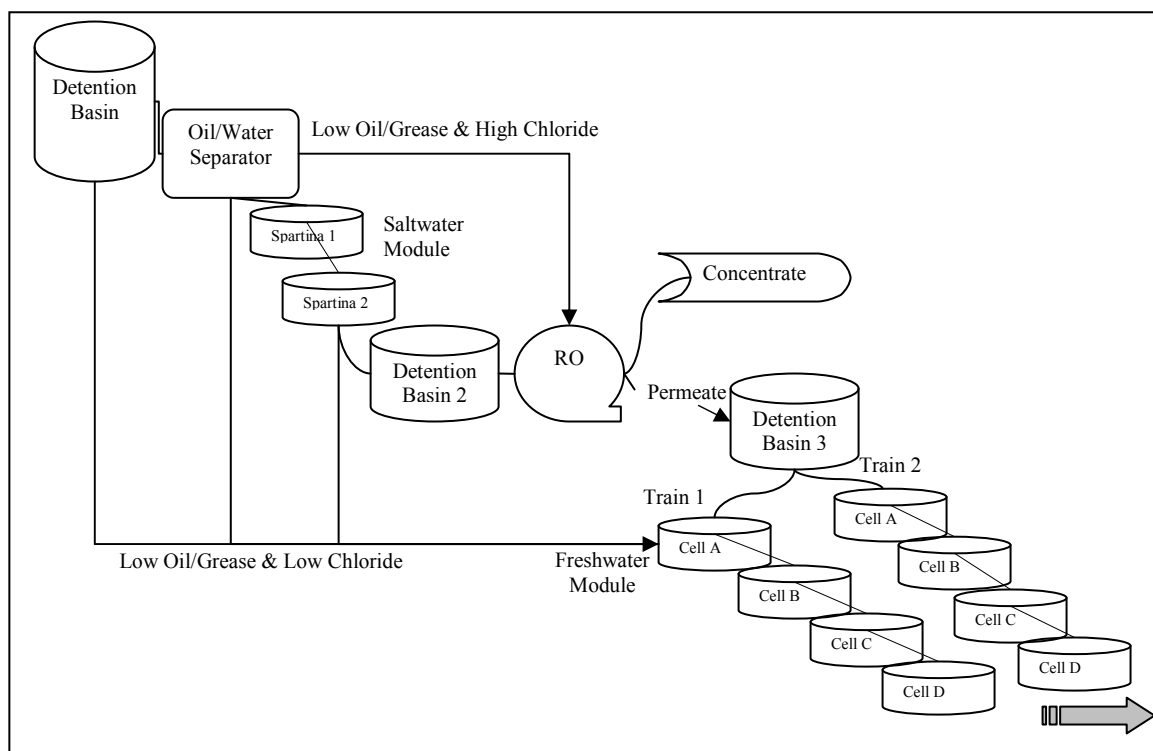 Detention
Basin
Oil/Water
Separator
Low Oil/Grease & High Chloride
Spartina 1
Saltwater
Module
Spartina 2
Concentrate
RO
Detention
Basin 2
Permeate
Detention
Basin 3
Train 2
Train 1
Cell A
Cell B
Cell C
Cell D
Low Oil/Grease & Low Chloride
Freshwater
Module
Cell A
Cell B
Cell C
Cell D